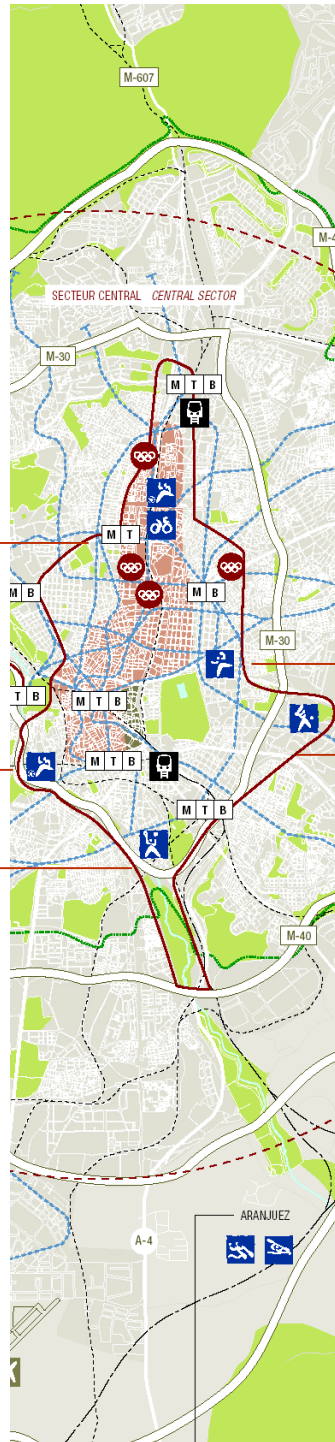 M-607
M-4
SECTEUR CENTRAL CENTRAL SECTOR
M-30
M T B
M T
M B
M B
M-30
T B
M T B
M T B
M T B
M-40
ARANJUEZ
A-4